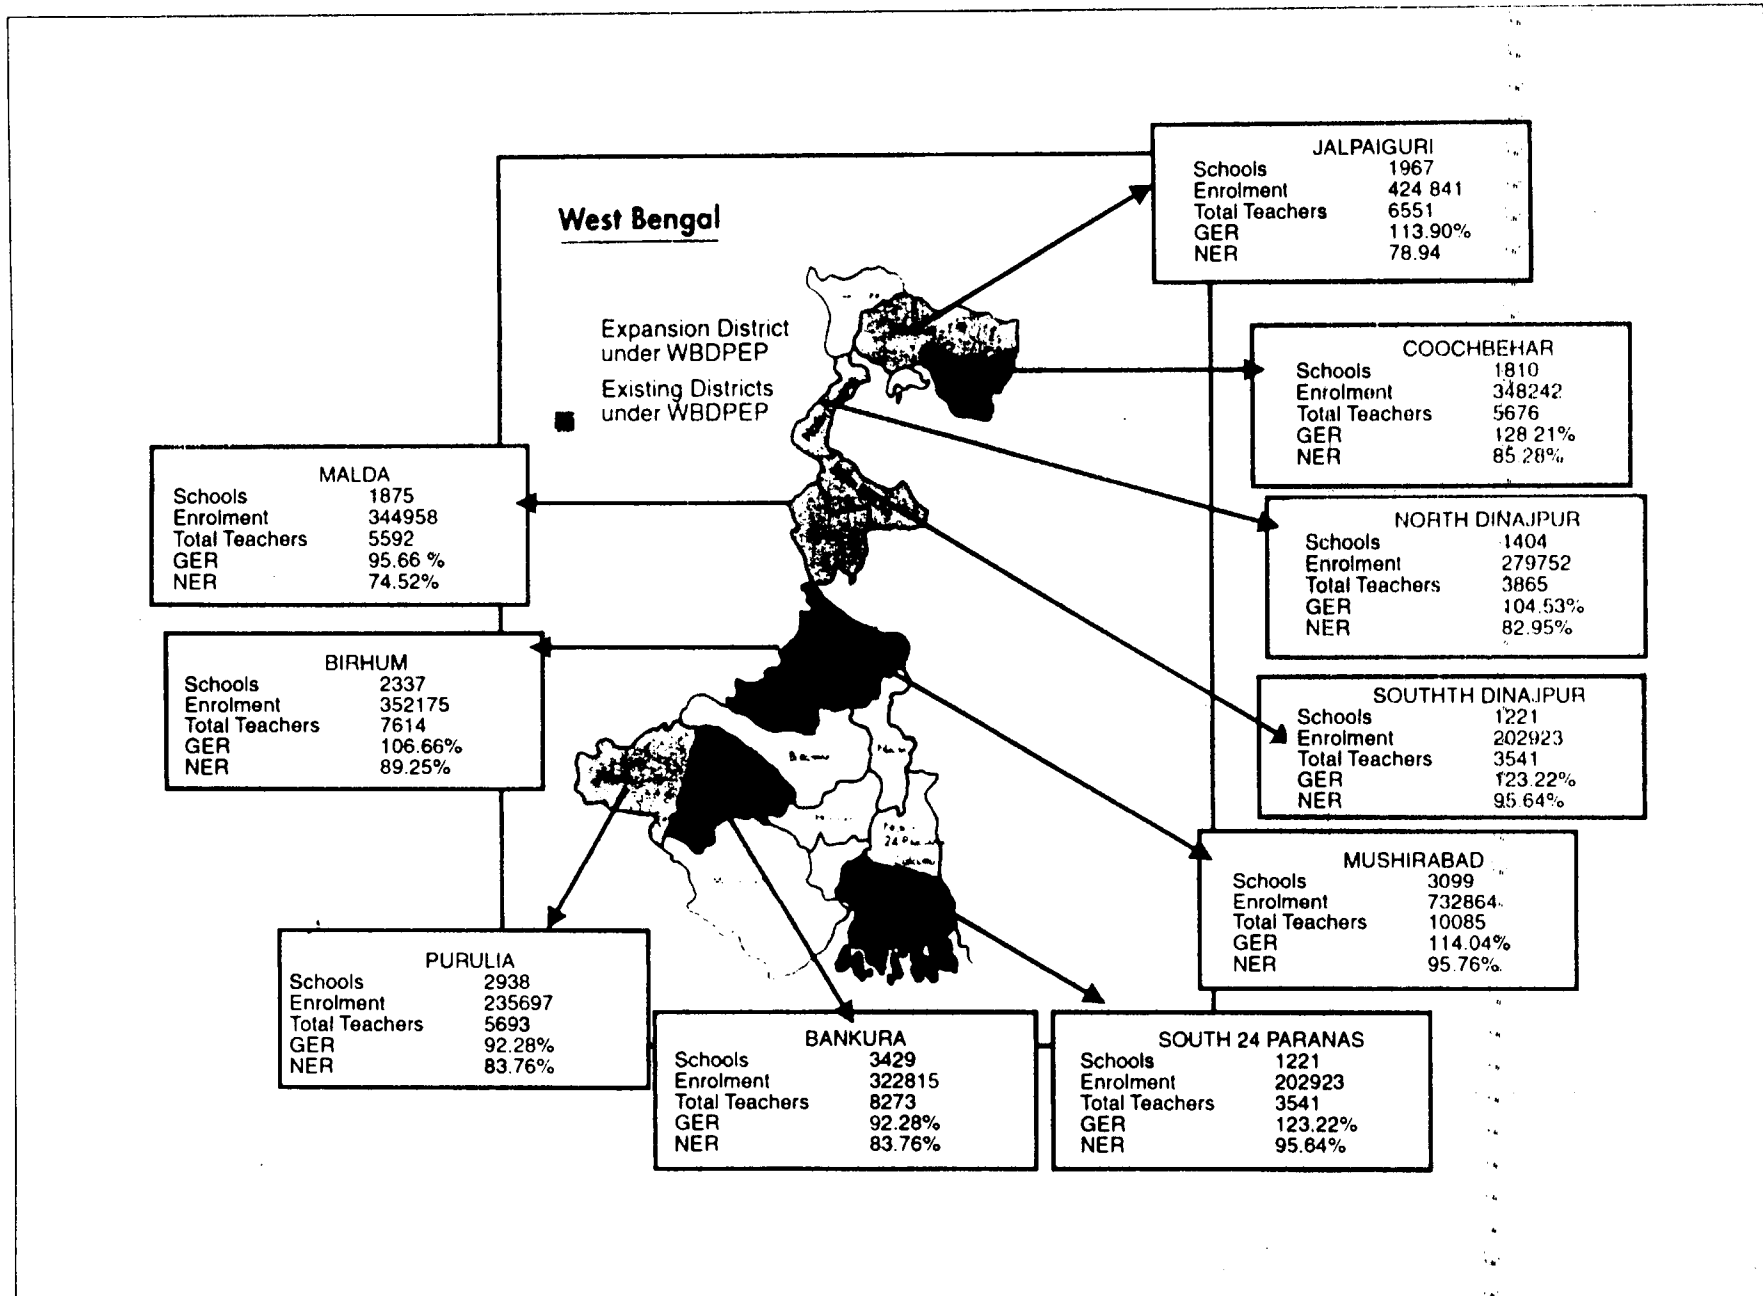 JALPAIGURI
Schools 1967
Enrolment 424 841
Total Teachers 6551
GER 113.90%
NER 78.94
West Bengal
Expansion District
under WBDPEP
Existing Districts
under WBDPEP
COOCHBEHAR
Schools 1810
Enrolment 348242
Total Teachers 5676
GER 128 21%
NER 85.28%
MALDA
Schools 1875
Enrolment 344958
Total Teachers 5592
GER 95.66 %
NER 74.52%
NORTH DINAJPUR
Schools 1404
Enrolment 279752
Total Teachers 3865
GER 104.53%
NER 82.95%
BIRHUM
Schools 2337
Enrolment 352175
Total Teachers 7614
GER 106.66%
NER 89.25%
SOUTHTH DINAJPUR
Schools 1221
Enrolment 202923
Total Teachers 3541
GER 123.22%
NER 95.64%
24
MUSHIRABAD
Schools 3099
Enrolment 732864
Total Teachers 10085
GER 114.04%
NER 95.76%
PURULIA
Schools 2938
Enrolment 235697
Total Teachers 5693
GER 92.28%
NER 83.76%
BANKURA
Schools 3429
Enrolment 322815
Total Teachers 8273
GER 92.28%
NER 83.76%
SOUTH 24 PARANAS
Schools 1221
Enrolment 202923
Total Teachers 3541
GER 123.22%
NER 95.64%